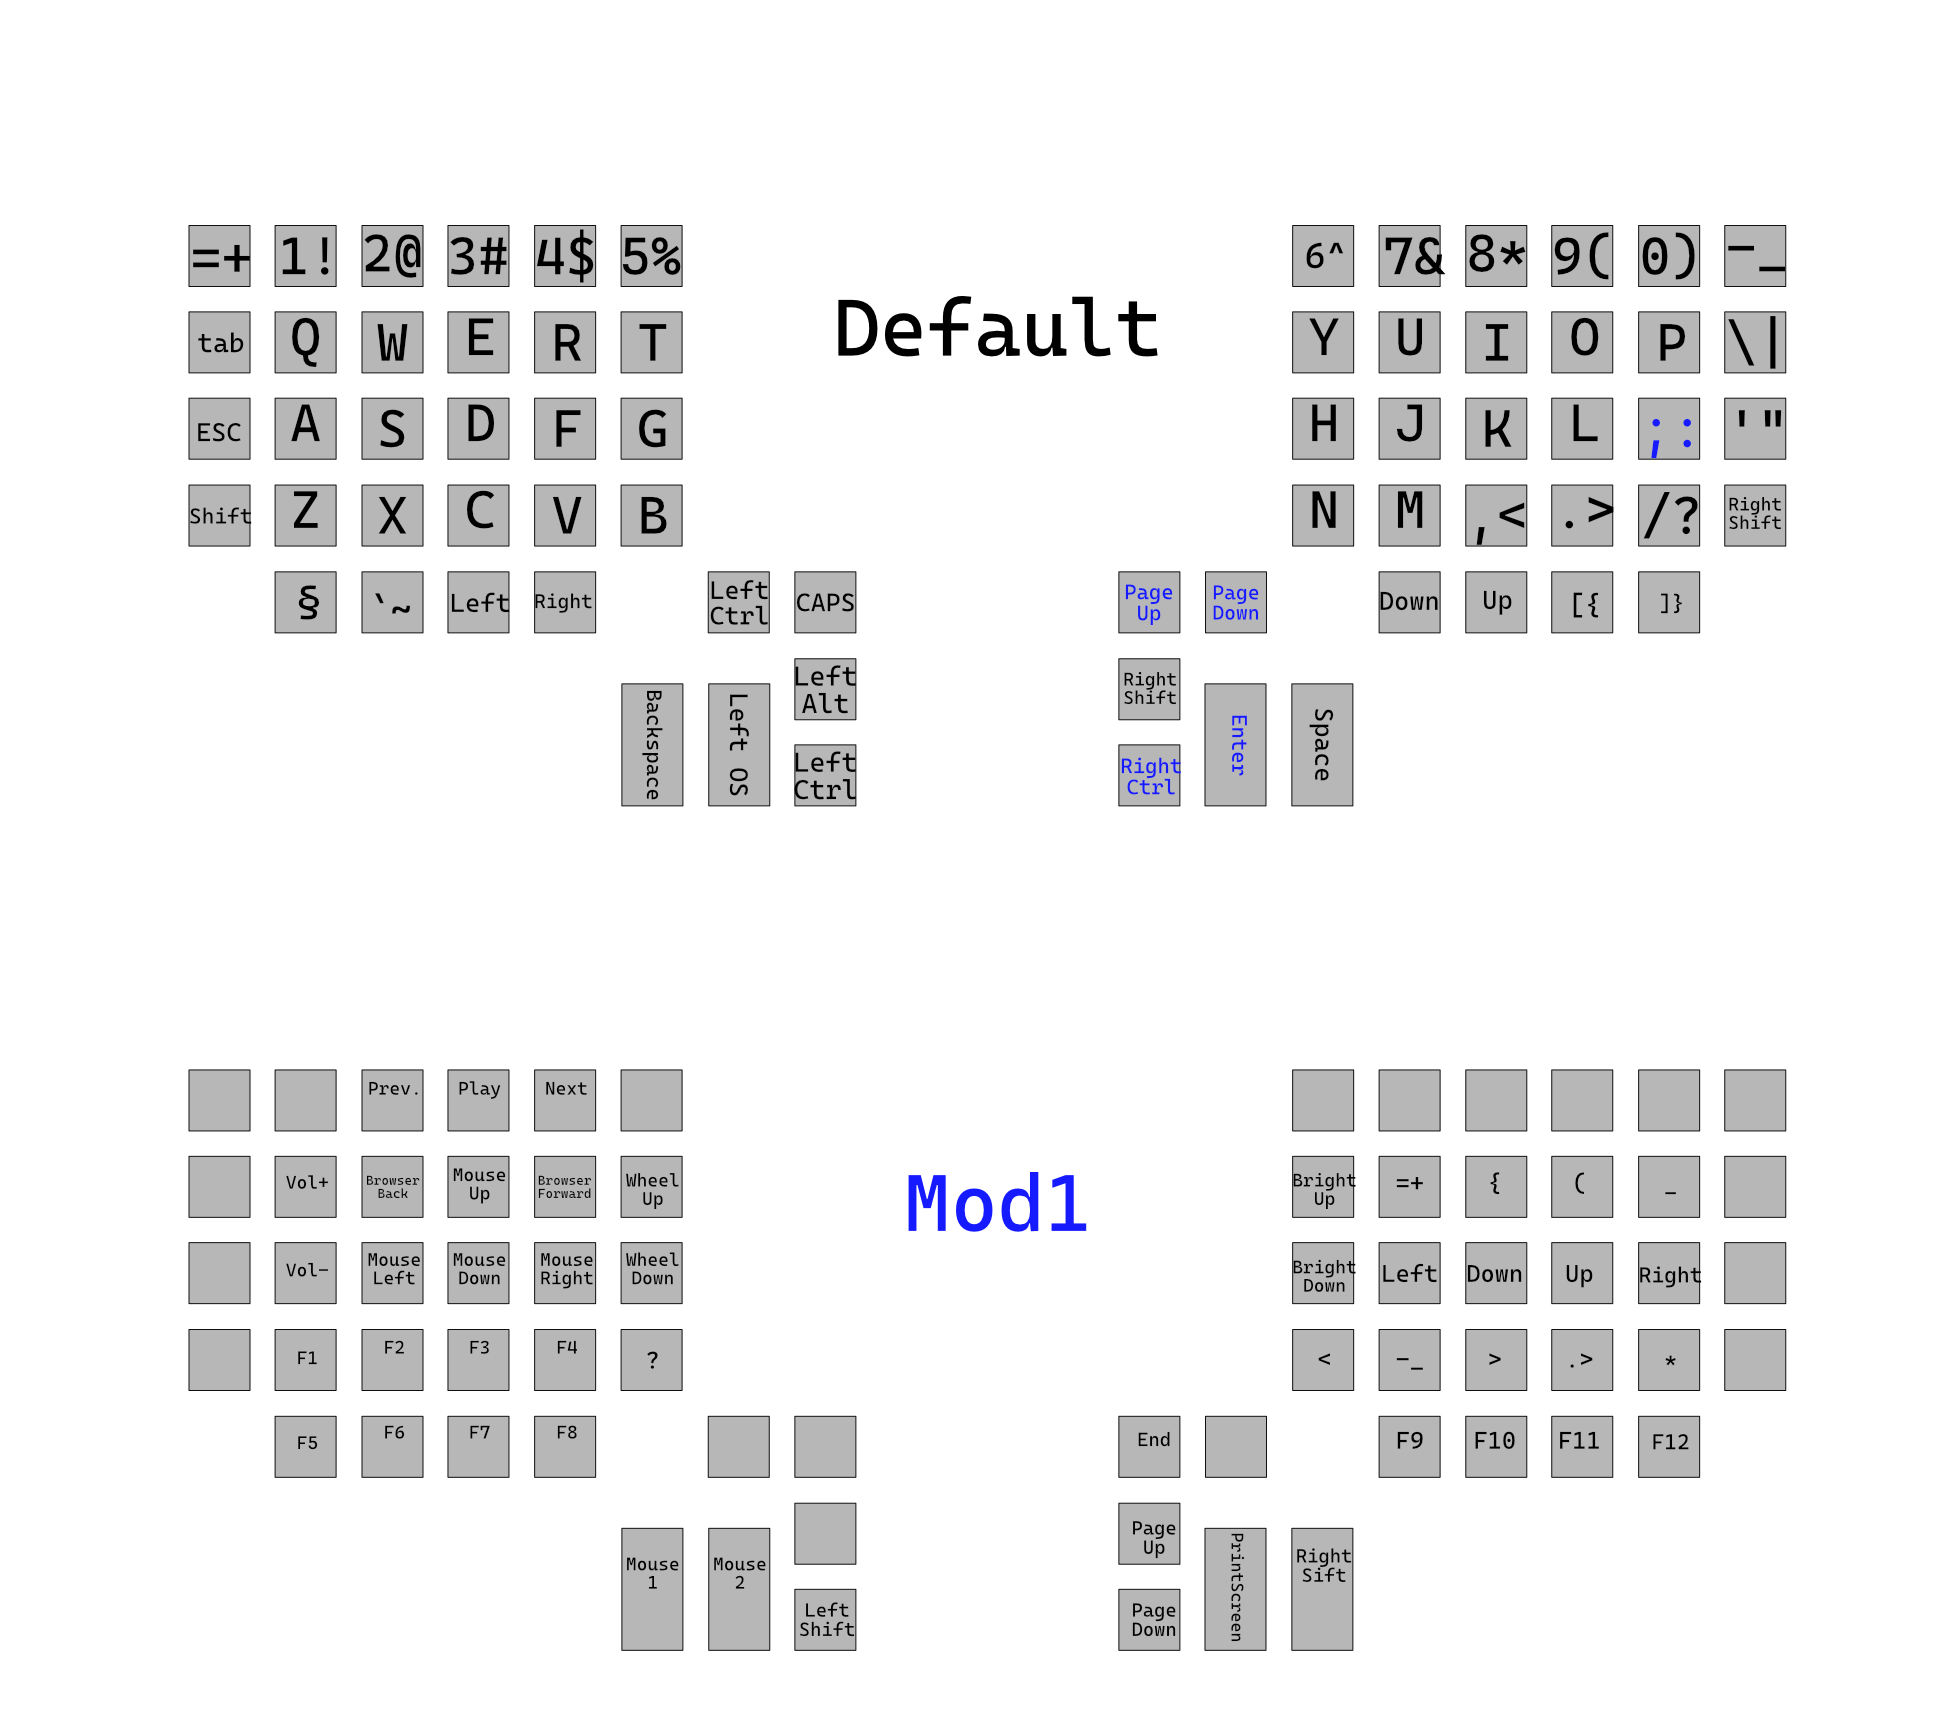 =+ 1! 2@ 3# 4$ 5% 6^ 7& 8* 9( 0) -_
Default
tab Q W E R T Y U I O P \|
ESC A S D F G H J K L ;: '"
Shift Z X C V B N M ,< .> /? Right Shift
§ `~ Left Right Left Ctrl CAPS Page Up Page Down Down Up [{ ]}
Left Alt Right Shift
Backspace Left OS Enter Space
Left Ctrl Right Ctrl
Prev. Play Next
Mod1
Vol+ Browser Back Mouse Up Browser Forward Wheel Up Bright Up =+ { ( _
Vol- Mouse Left Mouse Down Mouse Right Wheel Down Bright Down Left Down Up Right
F1 F2 F3 F4 ? < -_ > .> *
F5 F6 F7 F8 End F9 F10 F11 F12
Page Up
Mouse 1 Mouse 2 PrintScreen Right Sift
Left Shift Page Down